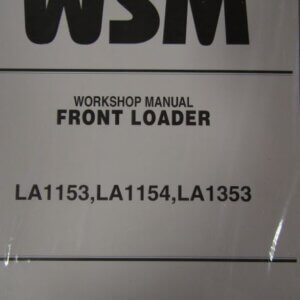 WSM
WORKSHOP MANUAL
FRONT LOADER
LA1153,LA1154,LA1353